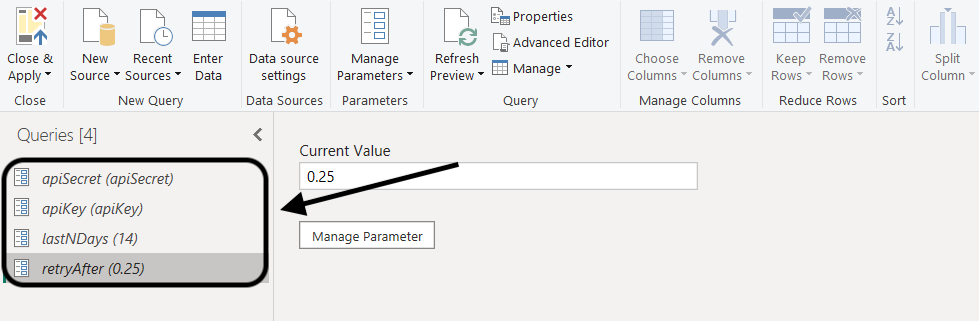 Close &
Apply
New
Source
Recent
Sources
Enter
Data
Data source
settings
Manage
Parameters
Refresh
Preview
Properties
Advanced Editor
Manage
Choose
Columns
Remove
Columns
Keep
Rows
Remove
Rows
A
Z
Z
A
Split
Column
Close
New Query
Data Sources
Parameters
Query
Manage Columns
Reduce Rows
Sort
Queries [4]
apiSecret (apiSecret)
apiKey (apiKey)
lastNDays (14)
retryAfter (0.25)
Current Value
0.25
Manage Parameter